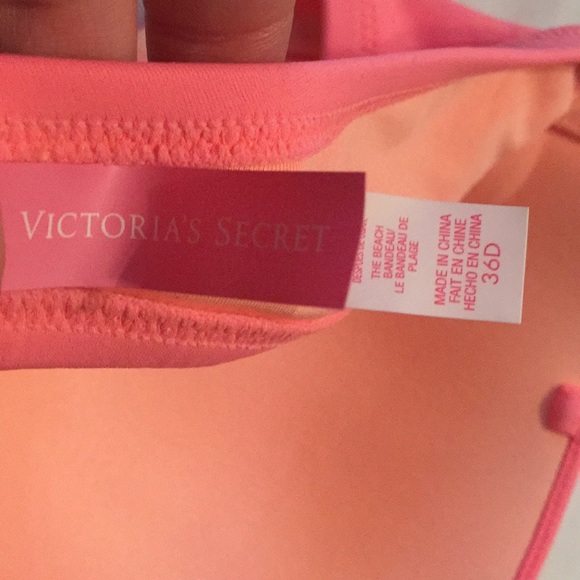 VICTORIA'S SECRET
THE BEACH
BANDEAU/
LE BANDEAU DE
PLAGE
MADE IN CHINA
FAIT EN CHINE
HECHO EN CHINA
36D